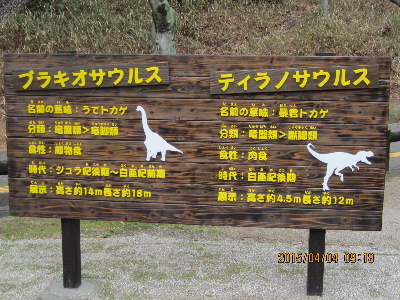 ブラキオサウルス
名前の意味：うでトカゲ
分類：竜盤類>竜脚類
食性：植物食
時代：ジュラ紀後期～白亜紀前期
展示：高さ約14m長さ約18m
ティラノサウルス
名前の意味：暴君トカゲ
分類：竜盤類>獣脚類
食性：肉食
時代：白亜紀後期
展示：高さ約4.5m長さ約12m
2015/04/04 09:13